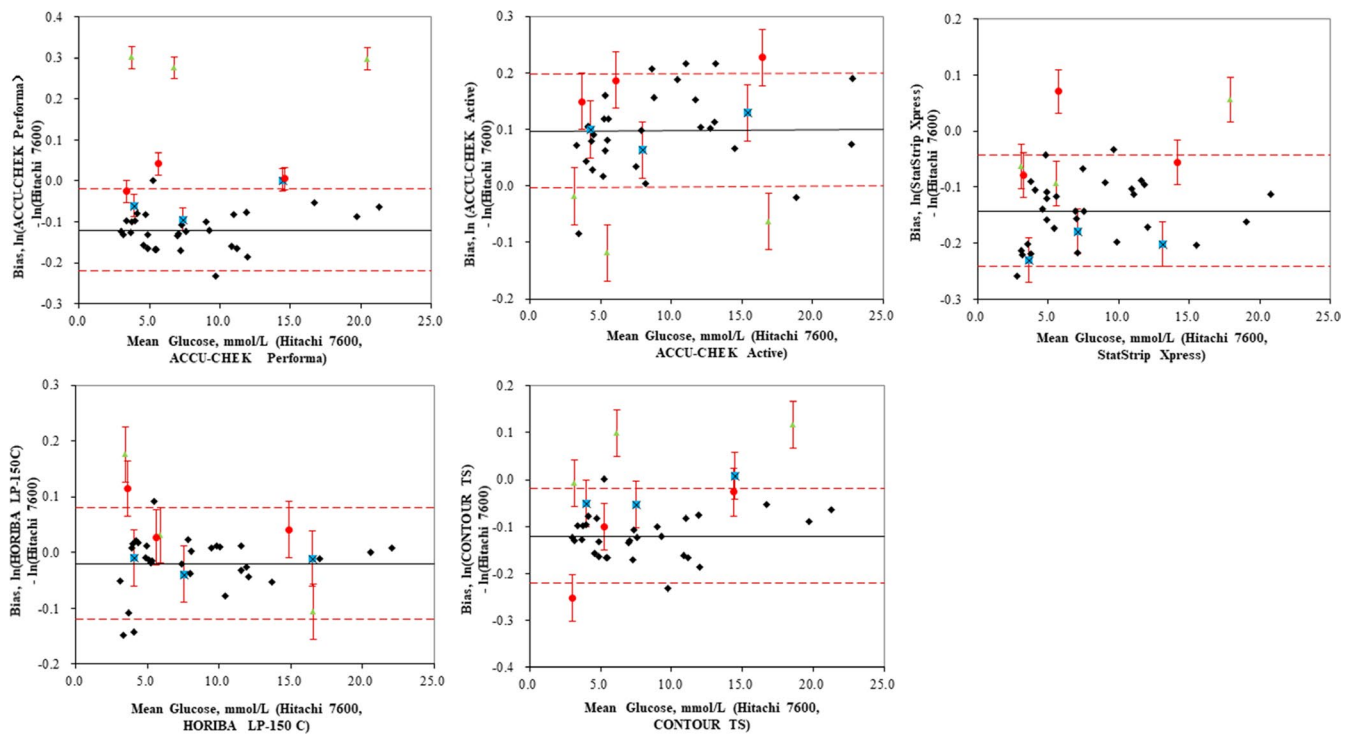 Bias, ln(ACCU-CHEK Performa)
- ln(Hitachi 7600)
0.4
0.3
0.2
0.1
0.0
-0.1
-0.2
-0.3
0.0 5.0 10.0 15.0 20.0 25.0
Mean Glucose, mmol/L (Hitachi 7600,
ACCU-CHEK Performa)
Bias, ln (ACCU-CHEK Active)
- ln(Hitachi 7600)
0.3
0.2
0.1
0.0
-0.1
-0.2
0.0 5.0 10.0 15.0 20.0 25.0
Mean Glucose, mmol/L (Hitachi 7600,
ACCU-CHEK Active)
Bias, ln(StatStrip Xpress)
- ln(Hitachi 7600)
0.2
0.1
0.0
-0.1
-0.2
-0.3
0.0 5.0 10.0 15.0 20.0 25.0
Mean Glucose, mmol/L (Hitachi 7600,
StatStrip Xpress)
Bias, ln(HORIBA LP-150C)
- ln(Hitachi 7600)
0.3
0.2
0.1
0.0
-0.1
-0.2
0.0 5.0 10.0 15.0 20.0 25.0
Mean Glucose, mmol/L (Hitachi 7600,
HORIBA LP-150 C)
Bias, ln(CONTOUR TS)
- ln(Hitachi 7600)
0.2
0.1
0.0
-0.1
-0.2
-0.3
-0.4
0.0 5.0 10.0 15.0 20.0 25.0
Mean Glucose, mmol/L (Hitachi 7600,
CONTOUR TS)